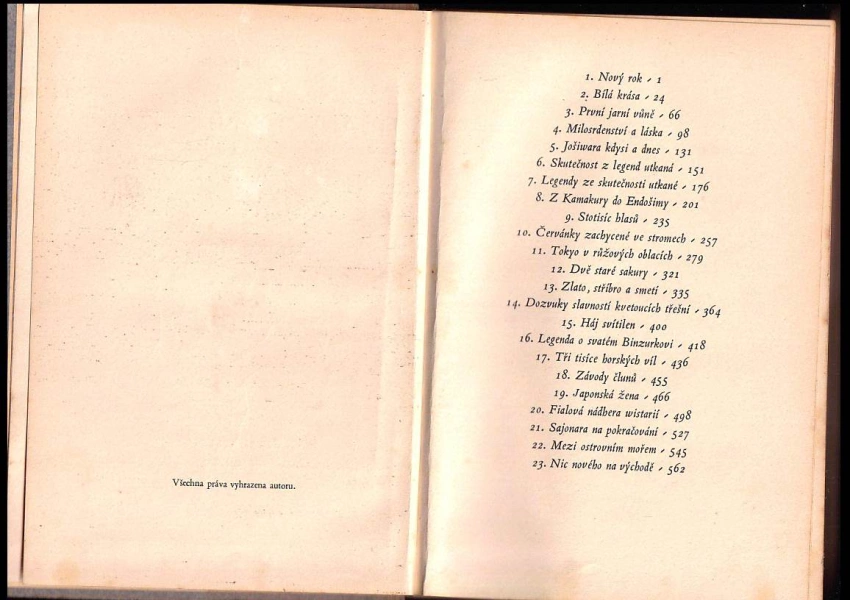 Všechna práva vyhrazena autoru.
1. Nový rok ⸝ 1
2. Bílá krása ⸝ 24
3. První jarní vůně ⸝ 66
4. Milosrdenství a láska ⸝ 98
5. Jošiwara kdysi a dnes ⸝ 131
6. Skutečnost z legend utkaná ⸝ 151
7. Legendy ze skutečnosti utkané ⸝ 176
8. Z Kamakury do Endošimy ⸝ 201
9. Stotisíc hlasů ⸝ 235
10. Červánky zachycené ve stromech ⸝ 257
11. Tokyo v růžových oblacích ⸝ 279
12. Dvě staré sakury ⸝ 321
13. Zlato, stříbro a smetí ⸝ 335
14. Dozvuky slavností kvetoucích třešní ⸝ 364
15. Háj svítilen ⸝ 400
16. Legenda o svatém Binzurkovi ⸝ 418
17. Tři tisíce horských víl ⸝ 436
18. Závody člunů ⸝ 455
19. Japonská žena ⸝ 466
20. Fialová nádhera wistarií ⸝ 498
21. Sajonara na pokračování ⸝ 527
22. Mezi ostrovním mořem ⸝ 545
23. Nic nového na východě ⸝ 562